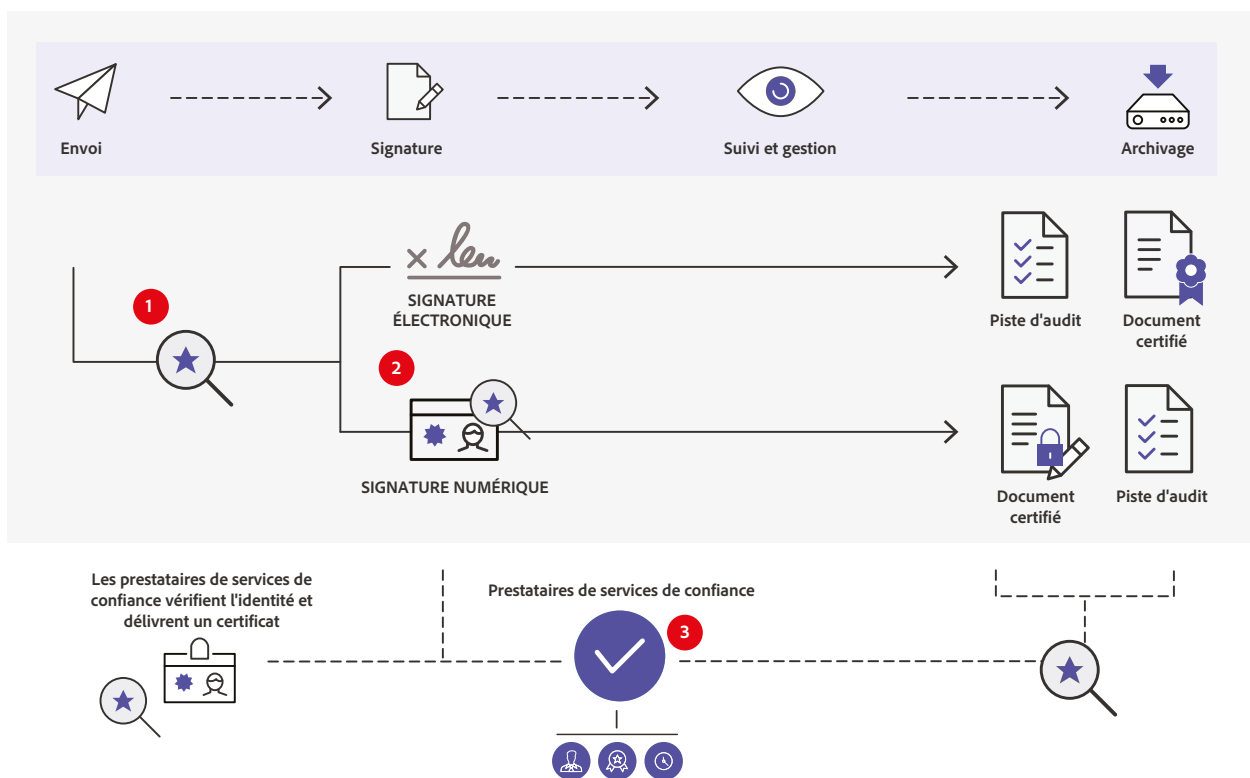 Envoi
Signature
Suivi et gestion
Archivage
1
SIGNATURE
ÉLECTRONIQUE
Piste d'audit
Document
certifié
2
SIGNATURE NUMÉRIQUE
Document
certifié
Piste d'audit
Les prestataires de services de
confiance vérifient l'identité et
délivrent un certificat
Prestataires de services de confiance
3